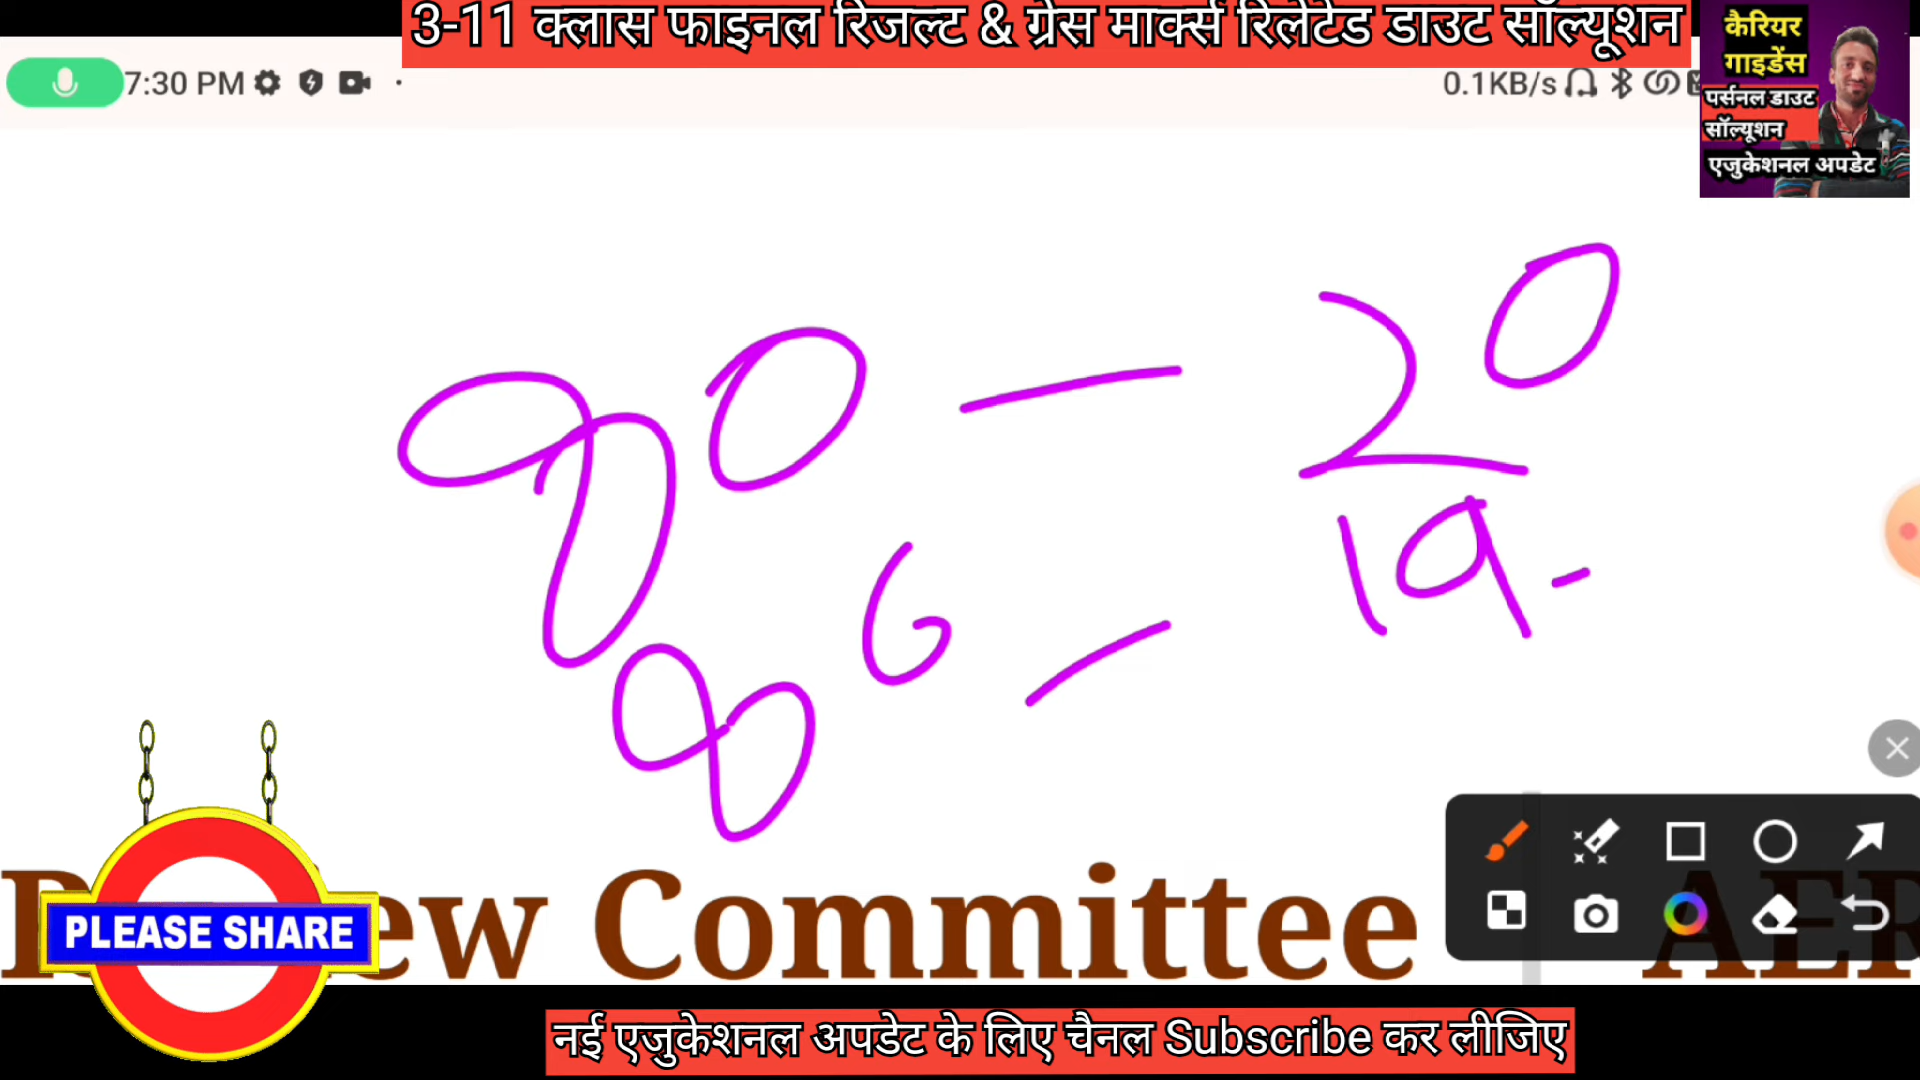 3-11 क्लास फाइनल रिजल्ट & ग्रेस मार्क्स रिलेटेड डाउट सॉल्यूशन
कैरियर
गाइडेंस
7:30 PM
0.1KB/s
पर्सनल डाउट
सॉल्यूशन
एजुकेशनल अपडेट
80 — 20
86 — 19.-
ew Committee
PLEASE SHARE
नई एजुकेशनल अपडेट के लिए चैनल Subscribe कर लीजिए